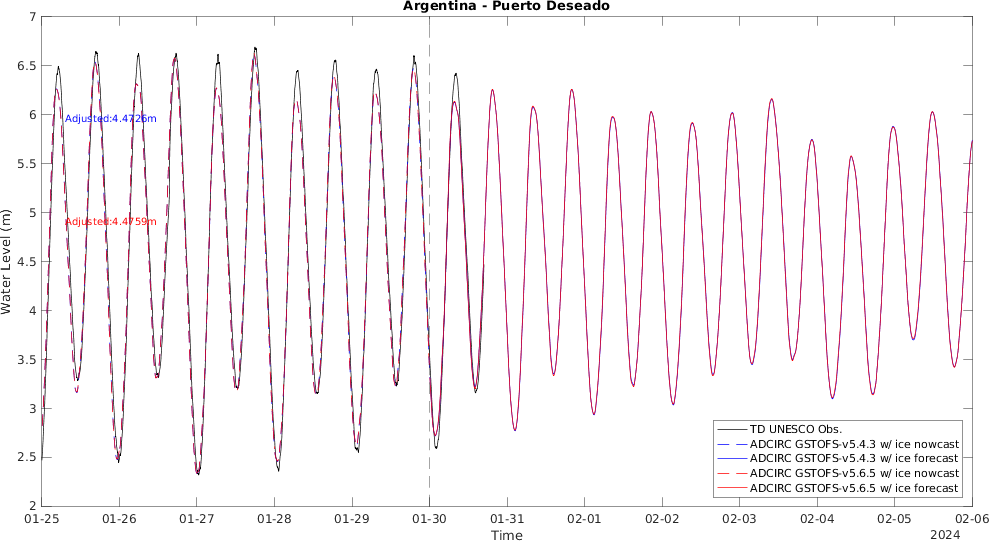 Argentina - Puerto Deseado
Water Level (m)
7
6.5
6
5.5
5
4.5
4
3.5
3
2.5
2
Adjusted:4.4726m
Adjusted:4.4759m
TD UNESCO Obs.
ADCIRC GSTOFS-v5.4.3 w/ ice nowcast
ADCIRC GSTOFS-v5.4.3 w/ ice forecast
ADCIRC GSTOFS-v5.6.5 w/ ice nowcast
ADCIRC GSTOFS-v5.6.5 w/ ice forecast
01-25 01-26 01-27 01-28 01-29 01-30 01-31 02-01 02-02 02-03 02-04 02-05 02-06
Time
2024